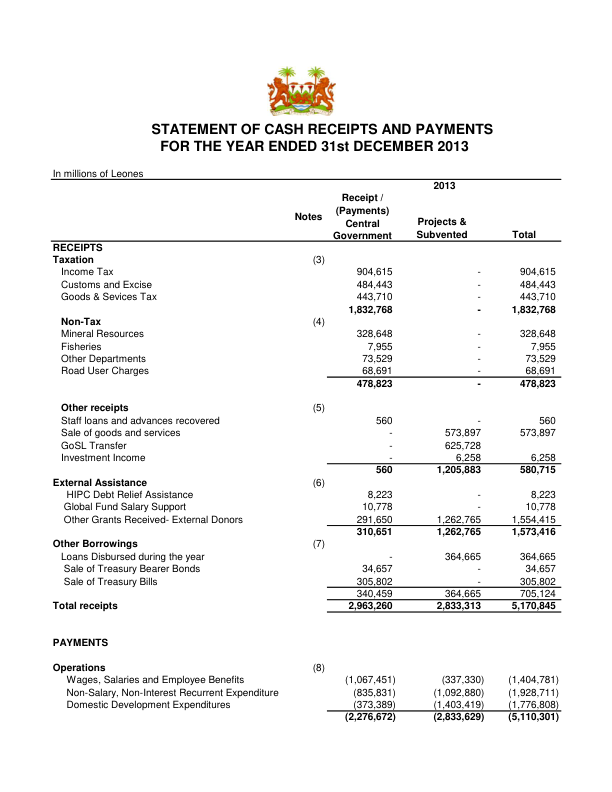 STATEMENT OF CASH RECEIPTS AND PAYMENTS
FOR THE YEAR ENDED 31st DECEMBER 2013
In millions of Leones
2013
Notes Receipt / (Payments) Central Government Projects & Subvented Total
RECEIPTS
Taxation (3)
Income Tax 904,615 - 904,615
Customs and Excise 484,443 - 484,443
Goods & Sevices Tax 443,710 - 443,710
1,832,768 - 1,832,768
Non-Tax (4)
Mineral Resources 328,648 - 328,648
Fisheries 7,955 - 7,955
Other Departments 73,529 - 73,529
Road User Charges 68,691 - 68,691
478,823 - 478,823
Other receipts (5)
Staff loans and advances recovered 560 - 560
Sale of goods and services - 573,897 573,897
GoSL Transfer - 625,728
Investment Income - 6,258 6,258
560 1,205,883 580,715
External Assistance (6)
HIPC Debt Relief Assistance 8,223 - 8,223
Global Fund Salary Support 10,778 - 10,778
Other Grants Received- External Donors 291,650 1,262,765 1,554,415
310,651 1,262,765 1,573,416
Other Borrowings (7)
Loans Disbursed during the year - 364,665 364,665
Sale of Treasury Bearer Bonds 34,657 - 34,657
Sale of Treasury Bills 305,802 - 305,802
340,459 364,665 705,124
Total receipts 2,963,260 2,833,313 5,170,845
PAYMENTS
Operations (8)
Wages, Salaries and Employee Benefits (1,067,451) (337,330) (1,404,781)
Non-Salary, Non-Interest Recurrent Expenditure (835,831) (1,092,880) (1,928,711)
Domestic Development Expenditures (373,389) (1,403,419) (1,776,808)
(2,276,672) (2,833,629) (5,110,301)